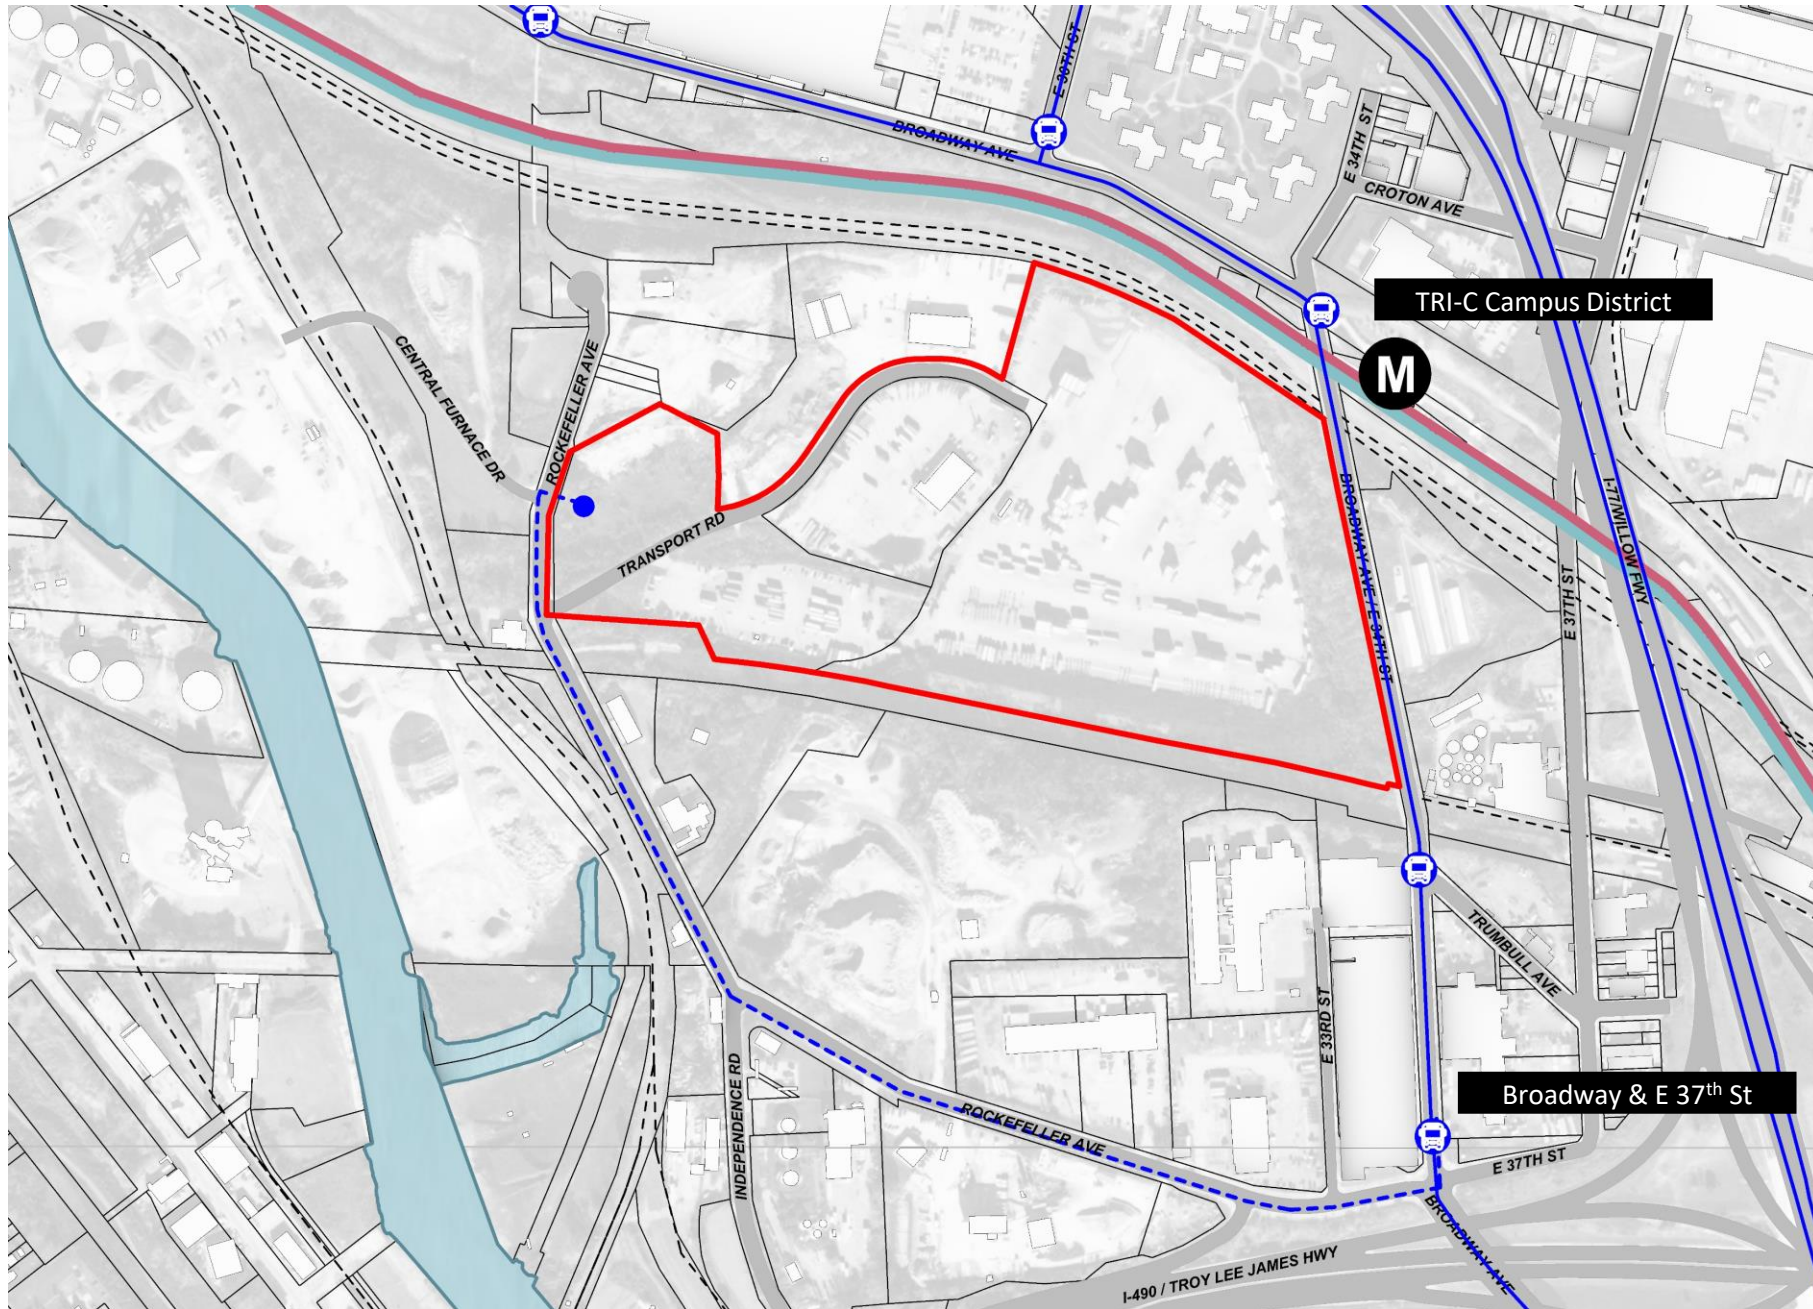 E 30TH ST
BROADWAY AVE
E 34TH ST
CROTON AVE
TRI-C Campus District
M
CENTRAL FURNACE DR
ROCKEFELLER AVE
TRANSPORT RD
BROADWAY AVE / E 34TH ST
I-77/WILLOW FWY
E 37TH ST
TRUMBULL AVE
E 33RD ST
INDEPENDENCE RD
Broadway & E 37th St
ROCKEFELLER AVE
E 37TH ST
BROADWAY AVE
I-490 / TROY LEE JAMES HWY